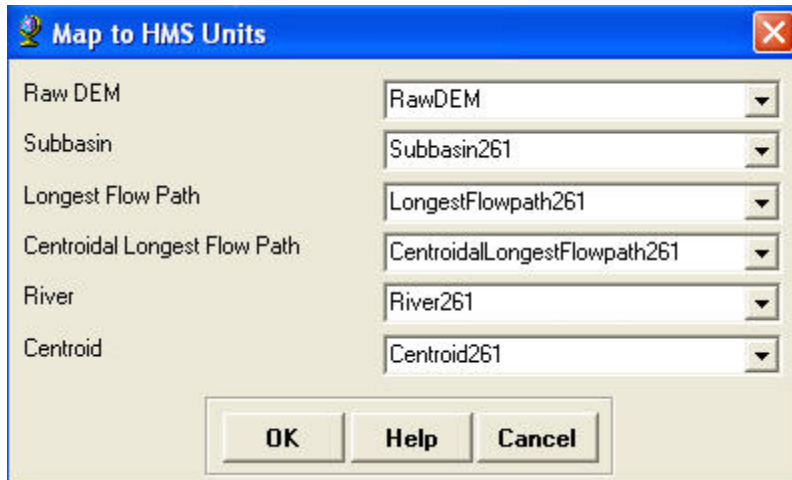 Map to HMS Units
Raw DEM RawDEM
Subbasin Subbasin261
Longest Flow Path LongestFlowpath261
Centroidal Longest Flow Path CentroidalLongestFlowpath261
River River261
Centroid Centroid261
OK Help Cancel